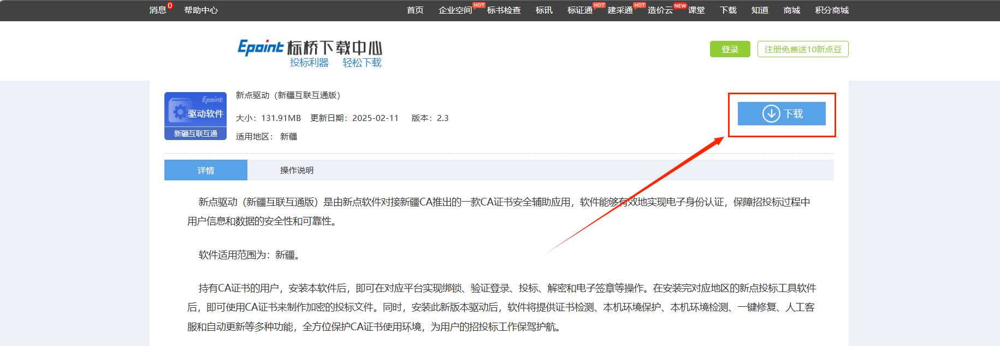 消息 0 帮助中心 首页 企业空间 HOT 标书检查 标讯 标证通 HOT 建采通 HOT 造价云 NEW 课堂 下载 知道 商城 积分商城
Epoint 标桥下载中心
投标利器 轻松下载
登录 注册免费送10新点豆
Epoint
驱动软件
新疆互联互通
新点驱动（新疆互联互通版）
大小：131.91MB 更新日期：2025-02-11 版本：2.3
适用地区： 新疆
下载
详情 操作说明
新点驱动（新疆互联互通版）是由新点软件对接新疆CA推出的一款CA证书安全辅助应用，软件能够有效地实现电子身份认证，保障招投标过程中
用户信息和数据的安全性和可靠性。
软件适用范围为：新疆。
持有CA证书的用户，安装本软件后，即可在对应平台实现绑锁、验证登录、投标、解密和电子签章等操作。在安装完对应地区的新点投标工具软件
后，即可使用CA证书来制作加密的投标文件。同时，安装此新版本驱动后，软件将提供证书检测、本机环境保护、本机环境检测、一键修复、人工客
服和自动更新等多种功能，全方位保护CA证书使用环境，为用户的招投标工作保驾护航。